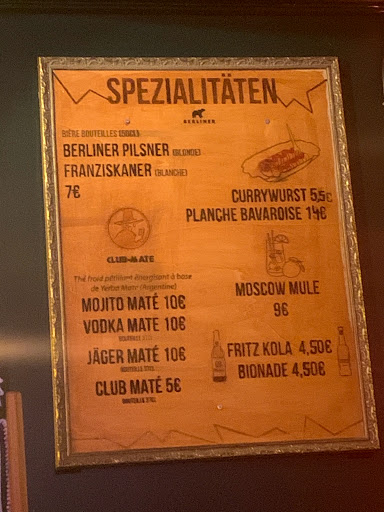 SPEZIALITÄTEN
BERLINER
BIÈRE BOUTEILLES (50CL)
BERLINER PILSNER (BLONDE)
FRANZISKANER (BLANCHE)
7€
CURRYWURST 5,5€
PLANCHE BAVAROISE 14€
CLUB-MATE
Thé froid pétillant énergisant à base
de Yerba Mate (Argentine)
MOJITO MATÉ 10€
VODKA MATE 10€
JÄGER MATÉ 10€
CLUB MATÉ 5€
MOSCOW MULE
9€
FRITZ KOLA 4,50€
BIONADE 4,50€